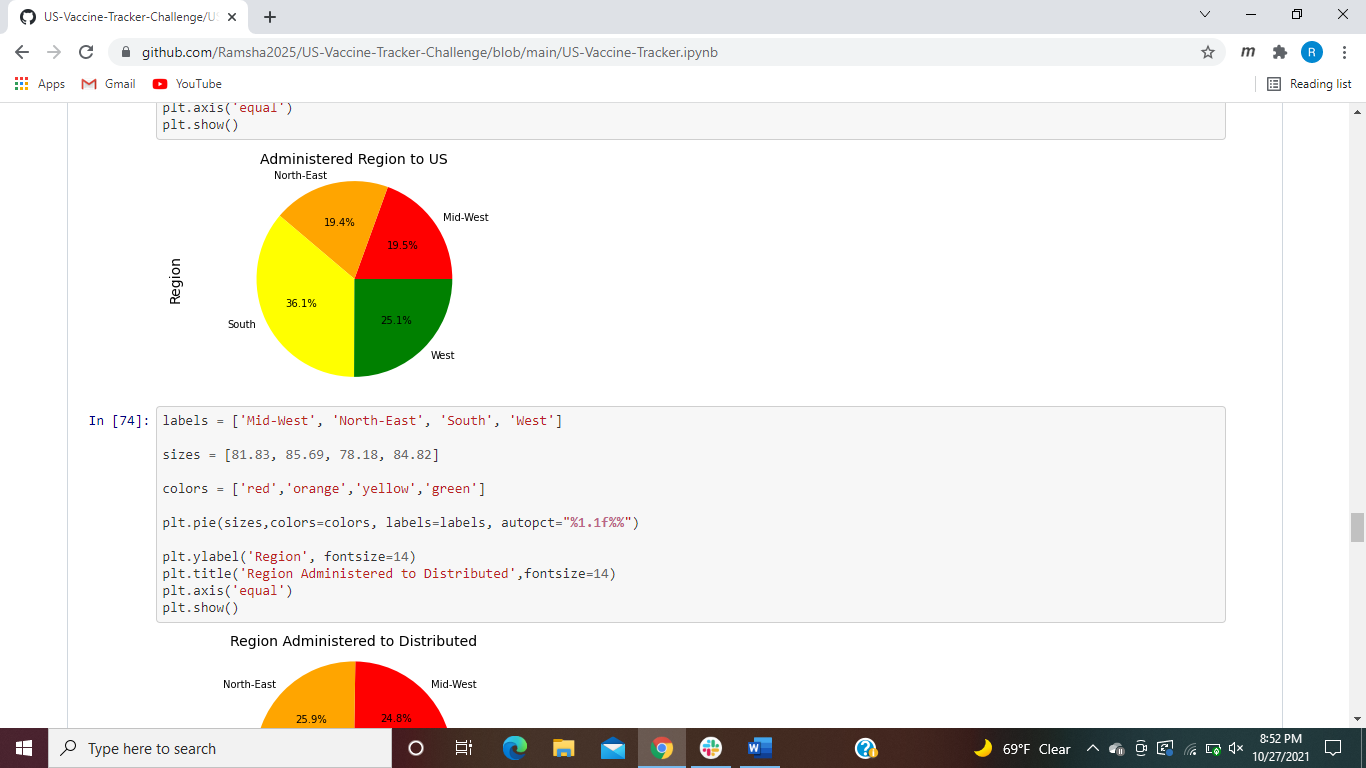 US-Vaccine-Tracker-Challenge/US
github.com/Ramsha2025/US-Vaccine-Tracker-Challenge/blob/main/US-Vaccine-Tracker.ipynb
m
R
Apps
Gmail
YouTube
Reading list
plt.axis('equal')
plt.show()
Administered Region to US
North-East
Mid-West
19.4%
19.5%
Region
36.1%
25.1%
South
West
In [74]:
labels = ['Mid-West', 'North-East', 'South', 'West']
sizes = [81.83, 85.69, 78.18, 84.82]
colors = ['red','orange','yellow','green']
plt.pie(sizes,colors=colors, labels=labels, autopct="%1.1f%%")
plt.ylabel('Region', fontsize=14)
plt.title('Region Administered to Distributed',fontsize=14)
plt.axis('equal')
plt.show()
Region Administered to Distributed
North-East
Mid-West
25.9%
24.8%
Type here to search
69°F Clear
8:52 PM
10/27/2021